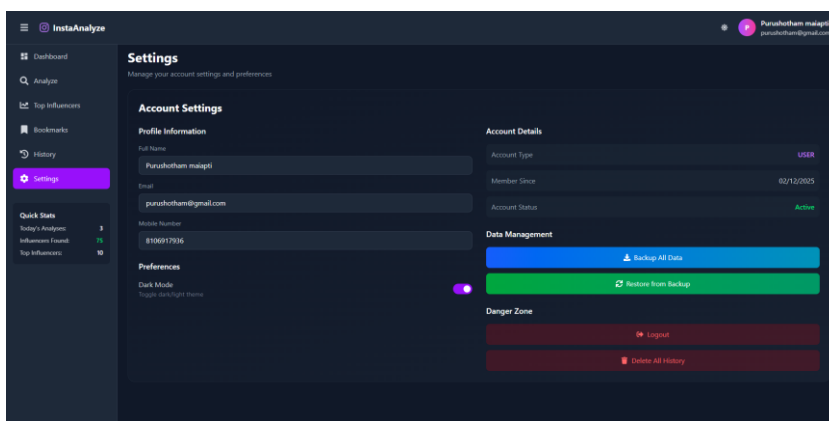 InstaAnalyze
P
Purushotham maiapti
purushotham@gmail.com
Dashboard
Analyze
Top Influencers
Bookmarks
History
Settings
Quick Stats
Today's Analyses: 3
Influencers Found: 75
Top Influencers: 10
Settings
Manage your account settings and preferences
Account Settings
Profile Information
Full Name
Purushotham maiapti
Email
purushotham@gmail.com
Mobile Number
8106917936
Preferences
Dark Mode
Toggle dark/light theme
Account Details
Account Type USER
Member Since 02/12/2025
Account Status Active
Data Management
Backup All Data
Restore from Backup
Danger Zone
Logout
Delete All History